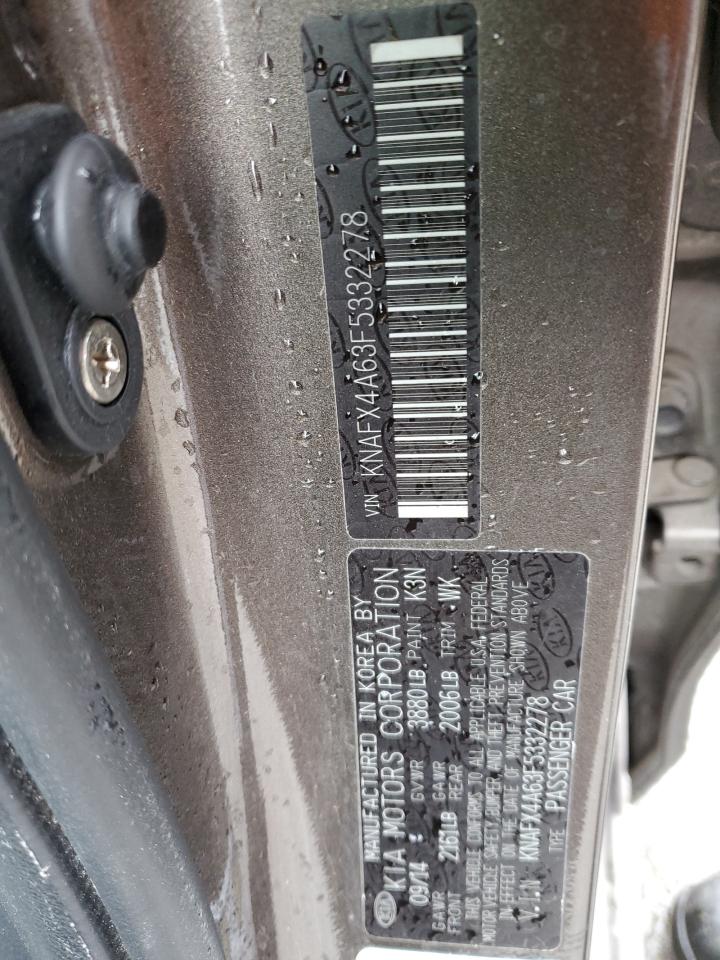 VIN KNAFX4A63F5332278
MANUFACTURED IN KOREA BY
KIA MOTORS CORPORATION
09/14 GVWR 3880LB PAINT K3N
GAWR FRONT 2161LB GAWR REAR 2006LB TRIM WK
THIS VEHICLE CONFORMS TO ALL APPLICABLE U.S.A. FEDERAL
MOTOR VEHICLE SAFETY,BUMPER,AND THEFT PREVENTION STANDARDS
IN EFFECT ON THE DATE OF MANUFACTURE SHOWN ABOVE
V.I.N: KNAFX4A63F5332278
TYPE: PASSENGER CAR
KIA